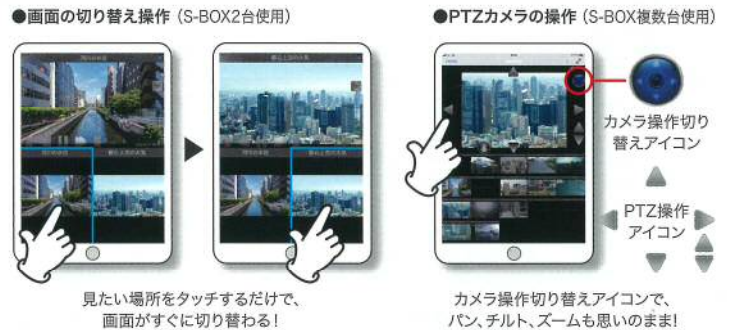 ●画面の切り替え操作（S-BOX2台使用）
見たい場所をタッチするだけで、
画面がすぐに切り替わる！
●PTZカメラの操作（S-BOX複数台使用）
カメラ操作切り
替えアイコン
PTZ操作
アイコン
カメラ操作切り替えアイコンで、
パン、チルト、ズームも思いのまま！